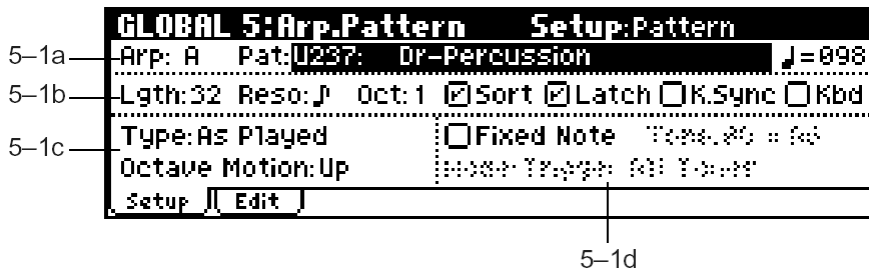 GLOBAL 5:Arp.Pattern Setup:Pattern
5–1a Arp: A Pat:U237: Dr-Percussion ♩=098
5–1b Lgth:32 Reso:♪ Oct:1 ☑Sort ☑Latch ☐K.Sync ☐Kbd
5–1c Type:As Played ☐Fixed Note
Octave Motion:Up
Setup Edit
5–1d